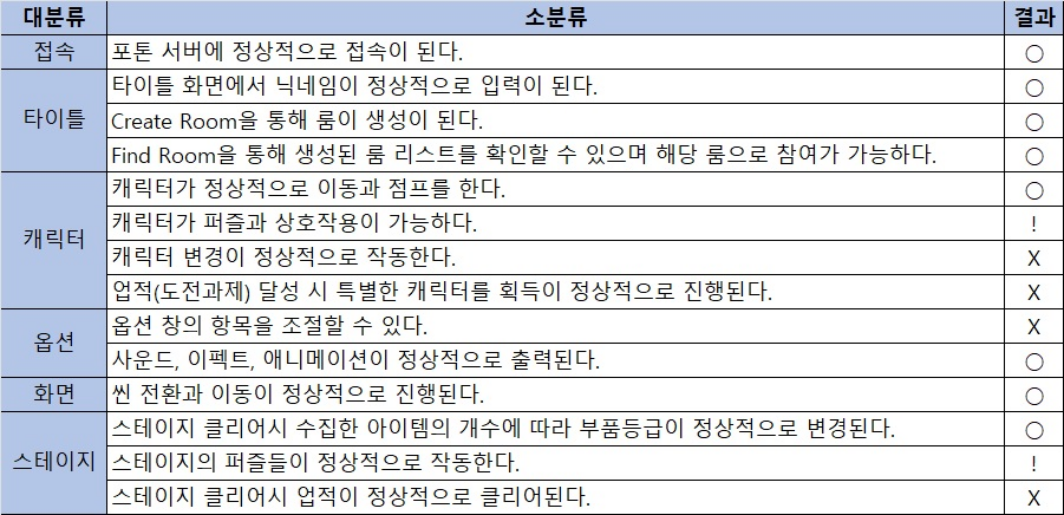 대분류 소분류 결과
접속 포톤 서버에 정상적으로 접속이 된다. ○
타이틀 타이틀 화면에서 닉네임이 정상적으로 입력이 된다. ○
Create Room을 통해 룸이 생성이 된다. ○
Find Room을 통해 생성된 룸 리스트를 확인할 수 있으며 해당 룸으로 참여가 가능하다. ○
캐릭터 캐릭터가 정상적으로 이동과 점프를 한다. ○
캐릭터가 퍼즐과 상호작용이 가능하다. !
캐릭터 변경이 정상적으로 작동한다. X
업적(도전과제) 달성 시 특별한 캐릭터를 획득이 정상적으로 진행된다. X
옵션 옵션 창의 항목을 조절할 수 있다. X
사운드, 이펙트, 애니메이션이 정상적으로 출력된다. ○
화면 씬 전환과 이동이 정상적으로 진행된다. ○
스테이지 스테이지 클리어시 수집한 아이템의 개수에 따라 부품등급이 정상적으로 변경된다. ○
스테이지의 퍼즐들이 정상적으로 작동한다. !
스테이지 클리어시 업적이 정상적으로 클리어된다. X